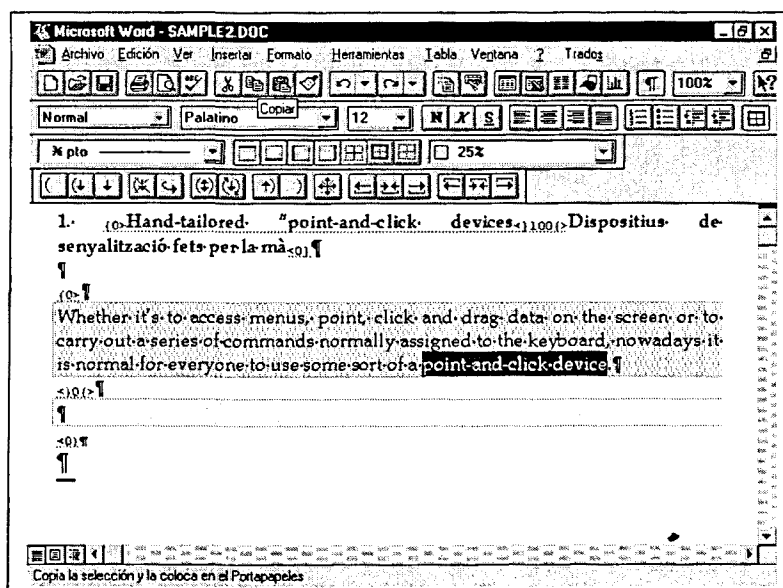 Microsoft Word - SAMPLE2.DOC
Archivo Edición Ver Insertar Formato Herramientas Tabla Ventana ? Trados
100%
Copiar
Normal Palatino 12 N X S
¾ pto 25%
1.· {0>Hand-tailored· "point-and-click· devices<}100{>Dispositius· de·
senyalització·fets·per·la·mà<0}¶
¶
{0>¶
Whether·it's·to·access·menus,·point,·click·and·drag·data·on·the·screen·or·to·
carry·out·a·series·of·commands·normally·assigned·to·the·keyboard,·nowadays·it·
is·normal·for·everyone·to·use·some·sort·of·a·point-and-click·device.¶
<}0{>¶
¶
<0}¶
¶
Copia la selección y la coloca en el Portapapeles